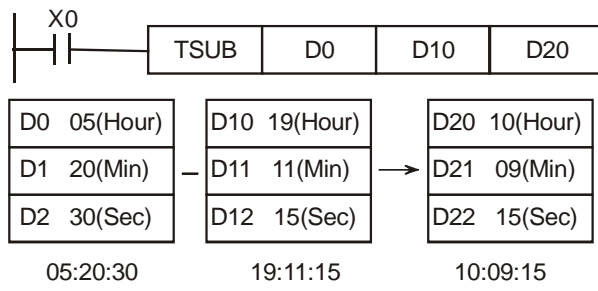 X0
TSUB D0 D10 D20
D0 05(Hour) D10 19(Hour) D20 10(Hour)
D1 20(Min) – D11 11(Min) → D21 09(Min)
D2 30(Sec) D12 15(Sec) D22 15(Sec)
05:20:30 19:11:15 10:09:15